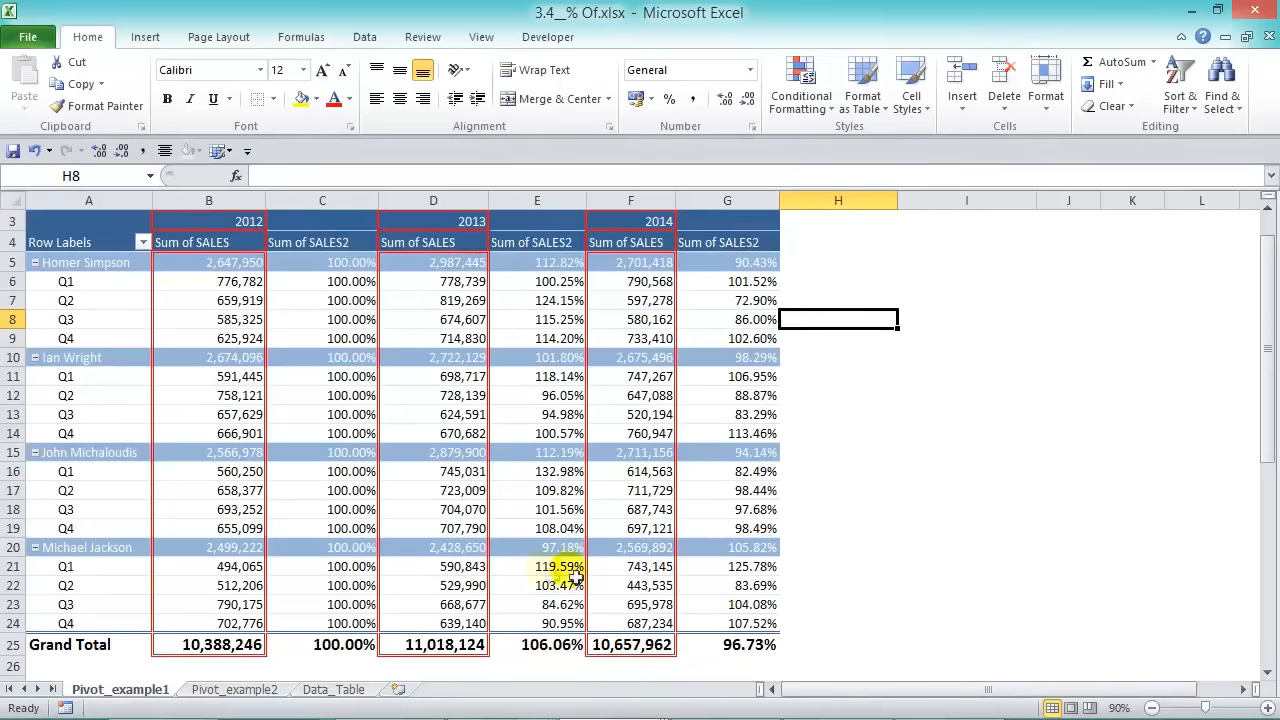 3.4__% Of.xlsx - Microsoft Excel
File Home Insert Page Layout Formulas Data Review View Developer
Paste
Cut
Copy
Format Painter
Clipboard
Calibri 12
B I U
Font
Wrap Text
Merge & Center
Alignment
General
Number
Conditional Formatting
Format as Table
Cell Styles
Styles
Insert
Delete
Format
Cells
AutoSum
Fill
Clear
Sort & Filter
Find & Select
Editing
H8 fx
A B C D E F G H I J K L
3 2012 2013 2014
4 Row Labels Sum of SALES Sum of SALES2 Sum of SALES Sum of SALES2 Sum of SALES Sum of SALES2
5 Homer Simpson 2,647,950 100.00% 2,987,445 112.82% 2,701,418 90.43%
6 Q1 776,782 100.00% 778,739 100.25% 790,568 101.52%
7 Q2 659,919 100.00% 819,269 124.15% 597,278 72.90%
8 Q3 585,325 100.00% 674,607 115.25% 580,162 86.00%
9 Q4 625,924 100.00% 714,830 114.20% 733,410 102.60%
10 Ian Wright 2,674,096 100.00% 2,722,129 101.80% 2,675,496 98.29%
11 Q1 591,445 100.00% 698,717 118.14% 747,267 106.95%
12 Q2 758,121 100.00% 728,139 96.05% 647,088 88.87%
13 Q3 657,629 100.00% 624,591 94.98% 520,194 83.29%
14 Q4 666,901 100.00% 670,682 100.57% 760,947 113.46%
15 John Michaloudis 2,566,978 100.00% 2,879,900 112.19% 2,711,156 94.14%
16 Q1 560,250 100.00% 745,031 132.98% 614,563 82.49%
17 Q2 658,377 100.00% 723,009 109.82% 711,729 98.44%
18 Q3 693,252 100.00% 704,070 101.56% 687,743 97.68%
19 Q4 655,099 100.00% 707,790 108.04% 697,121 98.49%
20 Michael Jackson 2,499,222 100.00% 2,428,650 97.18% 2,569,892 105.82%
21 Q1 494,065 100.00% 590,843 119.59% 743,145 125.78%
22 Q2 512,206 100.00% 529,990 103.47% 443,535 83.69%
23 Q3 790,175 100.00% 668,677 84.62% 695,978 104.08%
24 Q4 702,776 100.00% 639,140 90.95% 687,234 107.52%
25 Grand Total 10,388,246 100.00% 11,018,124 106.06% 10,657,962 96.73%
26
Pivot_example1 Pivot_example2 Data_Table
Ready 90%